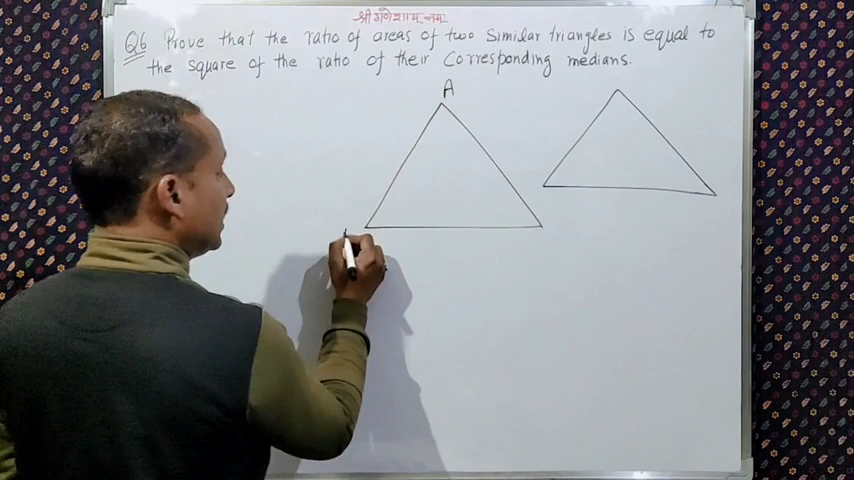 श्री गणेशाय नमः
Q6 Prove that the ratio of areas of two similar triangles is equal to
the square of the ratio of their corresponding medians.
A